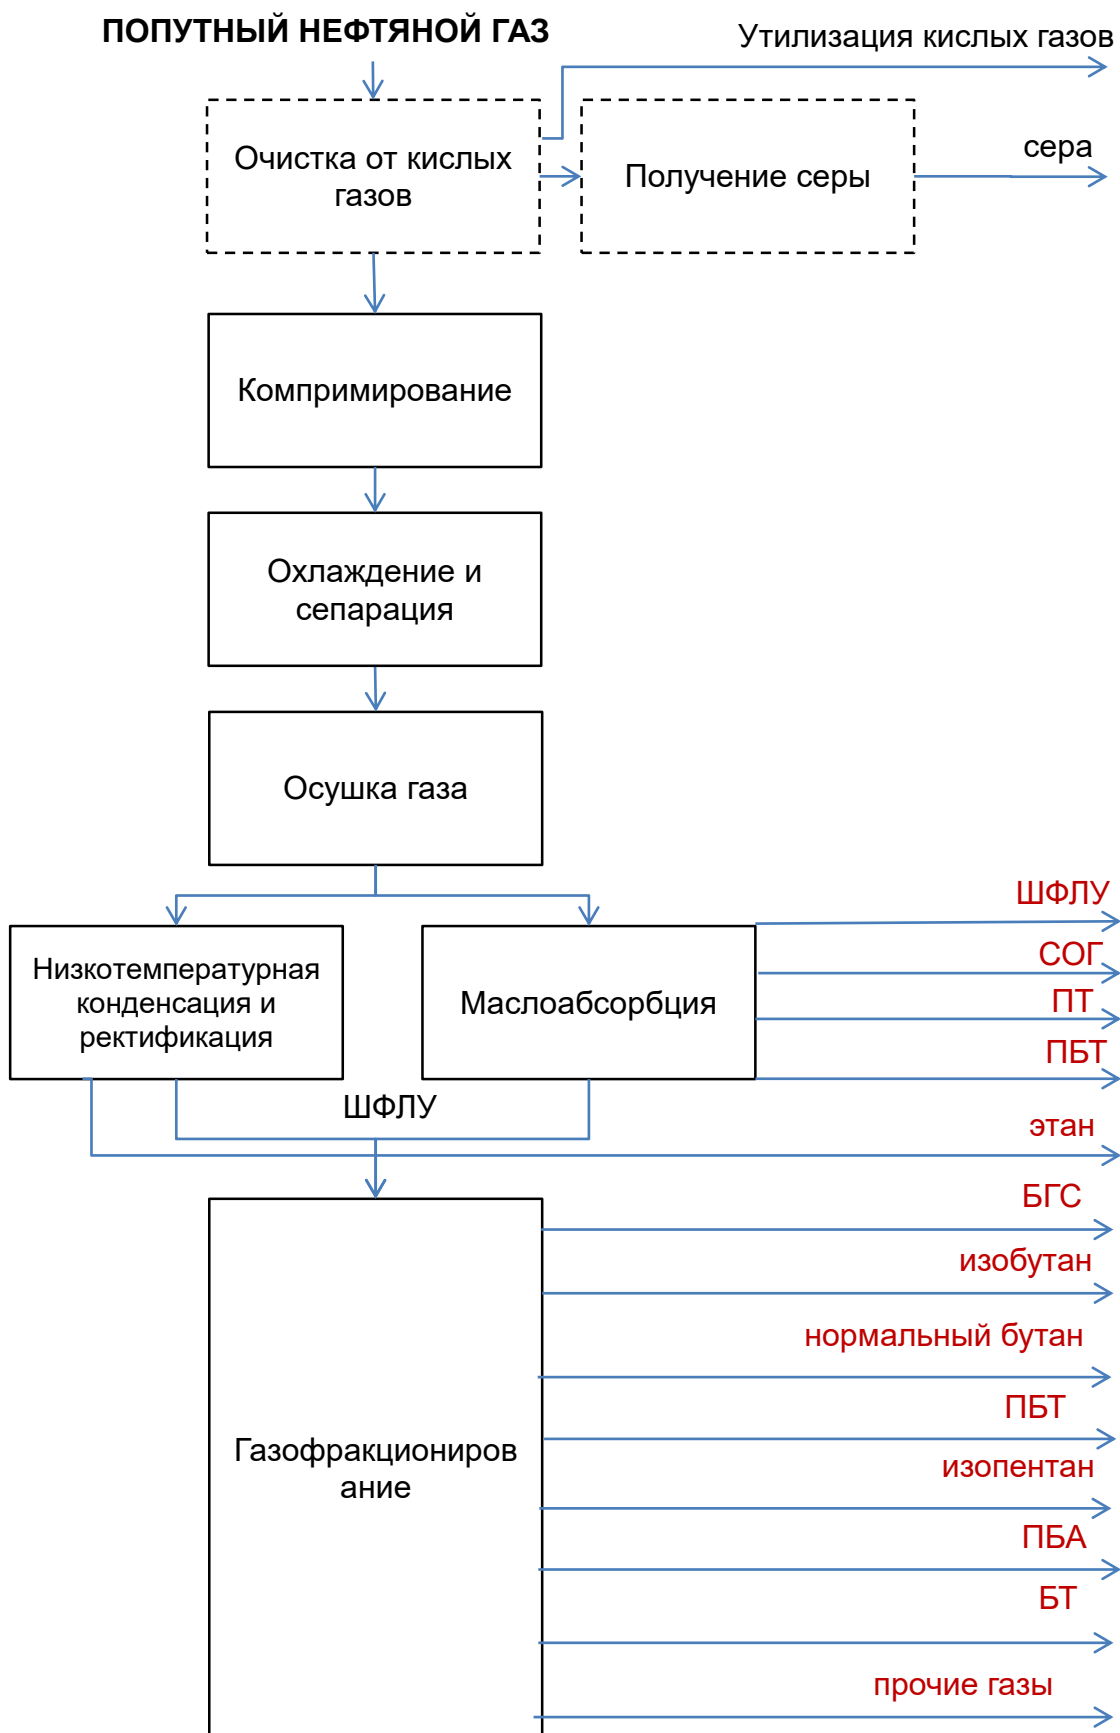 ПОПУТНЫЙ НЕФТЯНОЙ ГАЗ
Утилизация кислых газов
Очистка от кислых
газов
Получение серы
сера
Компримирование
Охлаждение и
сепарация
Осушка газа
Низкотемпературная
конденсация и
ректификация
Маслоабсорбция
ШФЛУ
СОГ
ПТ
ПБТ
ШФЛУ
этан
БГС
изобутан
нормальный бутан
ПБТ
Газофракциониров
ание
изопентан
ПБА
БТ
прочие газы